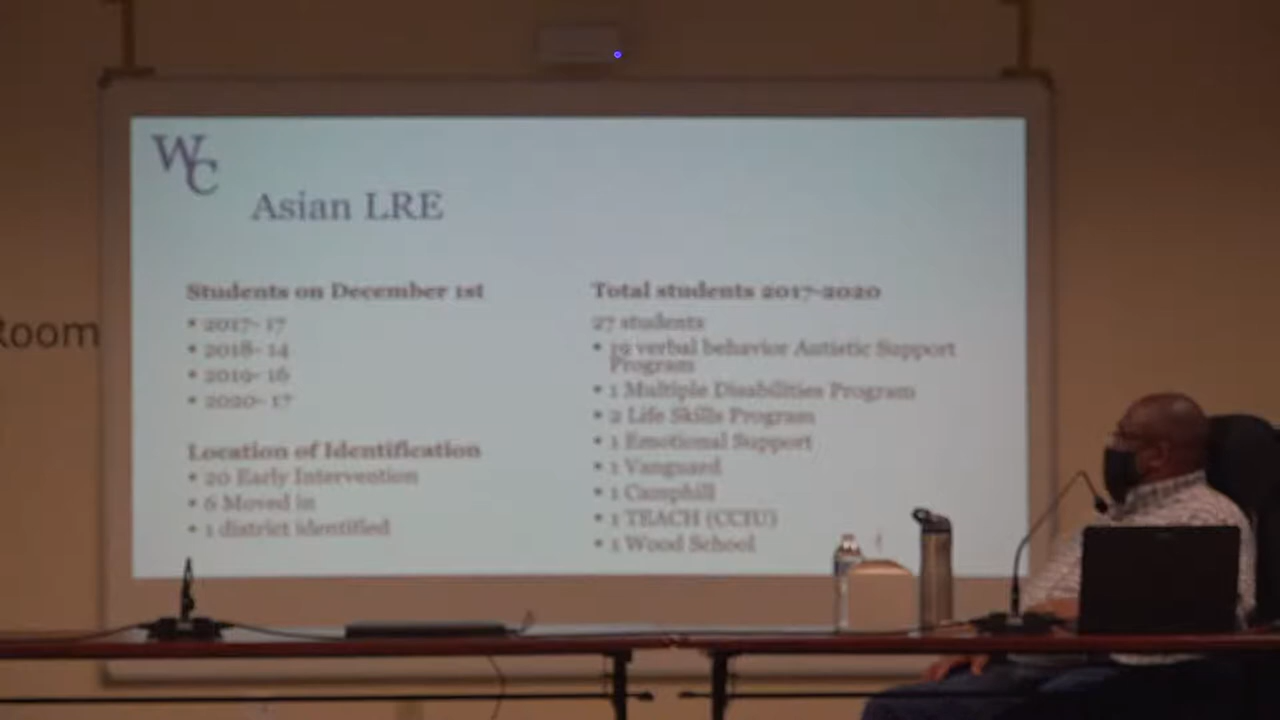 WC
Asian LRE
Students on December 1st
• 2017- 17
• 2018- 14
• 2019- 16
• 2020- 17
Location of Identification
• 20 Early Intervention
• 6 Moved in
• 1 district identified
Total students 2017-2020
27 students
• 19 verbal behavior Autistic Support
Program
• 1 Multiple Disabilities Program
• 2 Life Skills Program
• 1 Emotional Support
• 1 Vanguard
• 1 Camphill
• 1 TEACH (CCIU)
• 1 Wood School
Room